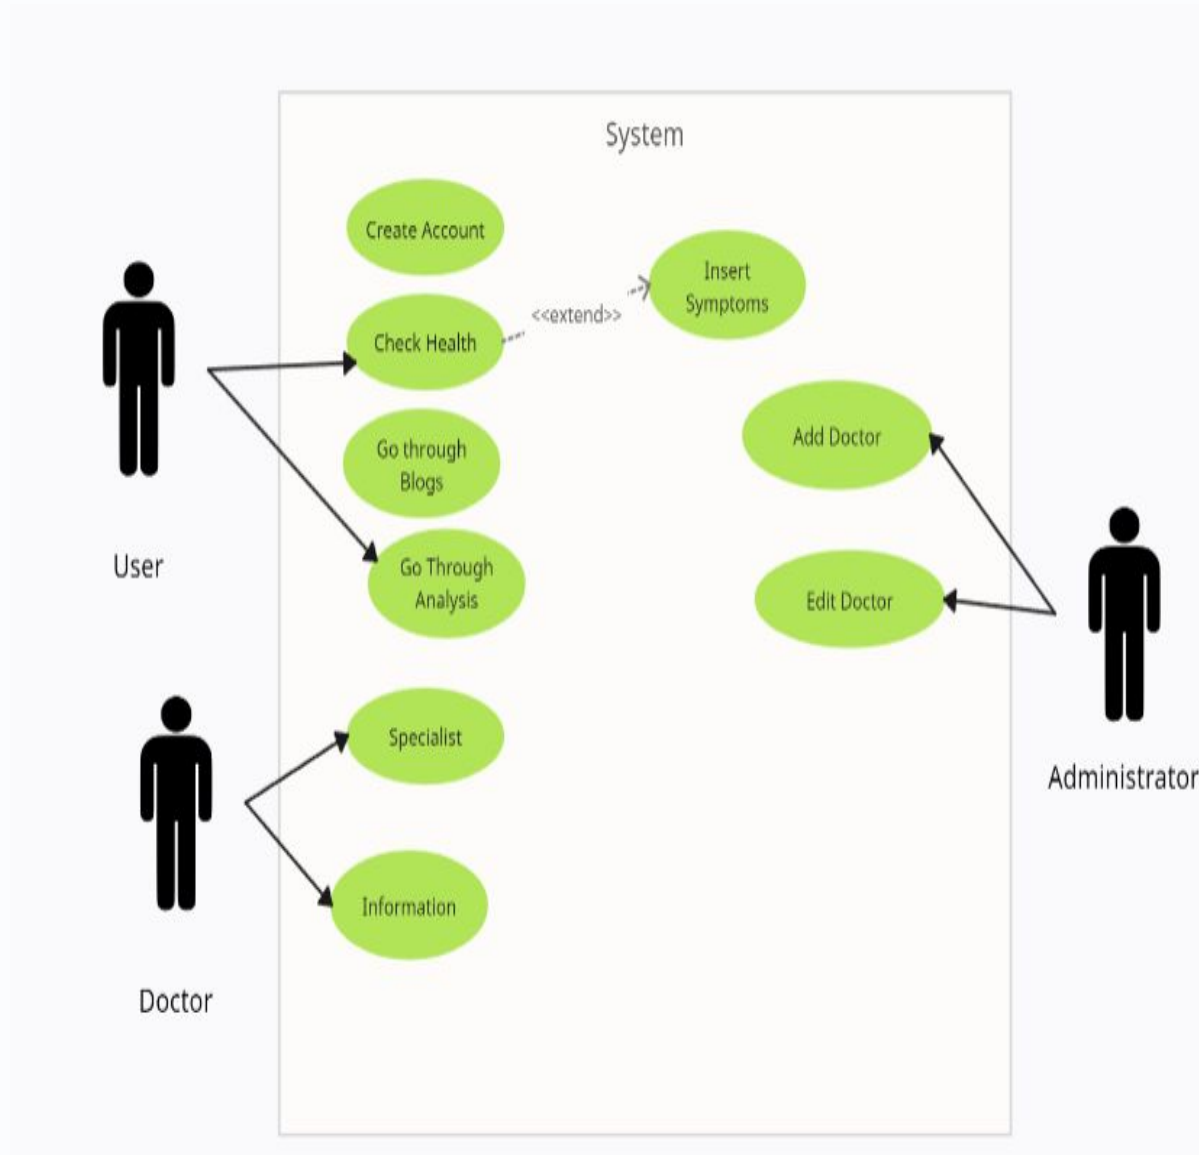 System
Create Account
Insert
Symptoms
<<extend>>
Check Health
Go through
Blogs
Add Doctor
User
Go Through
Analysis
Edit Doctor
Specialist
Administrator
Information
Doctor